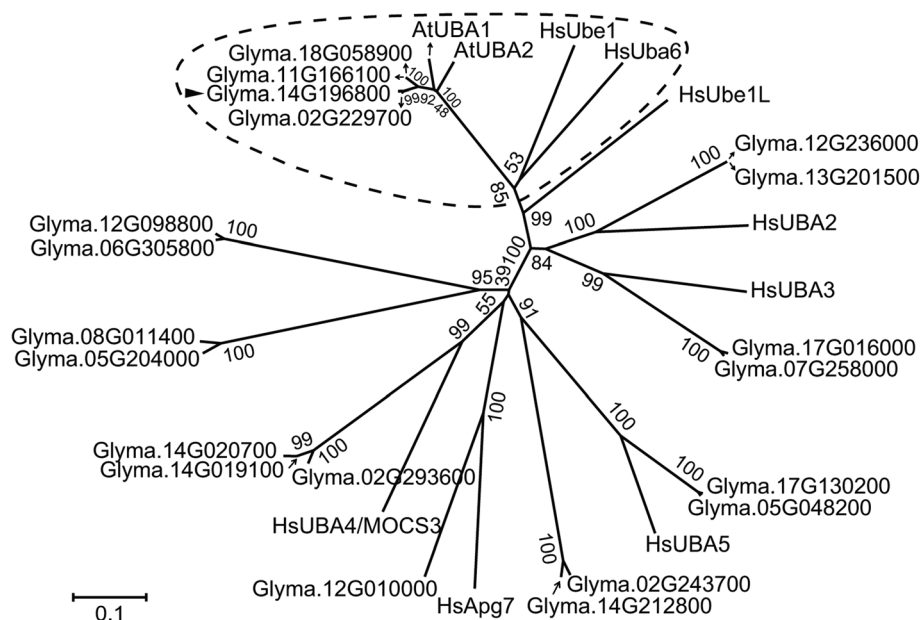 AtUBA1
HsUbe1
Glyma.18G058900
AtUBA2
HsUba6
Glyma.11G166100
100
Glyma.14G196800
100
HsUbe1L
Glyma.02G229700
99
92
48
Glyma.12G236000
100
53
Glyma.13G201500
85
99
100
HsUBA2
Glyma.12G098800
100
Glyma.06G305800
100
84
95
39
99
HsUBA3
55
91
Glyma.08G011400
99
Glyma.05G204000
100
100
Glyma.17G016000
Glyma.07G258000
100
100
Glyma.14G020700
99
Glyma.14G019100
100
Glyma.02G293600
100
Glyma.17G130200
Glyma.05G048200
HsUBA4/MOCS3
HsUBA5
100
Glyma.12G010000
Glyma.02G243700
HsApg7
Glyma.14G212800
0.1